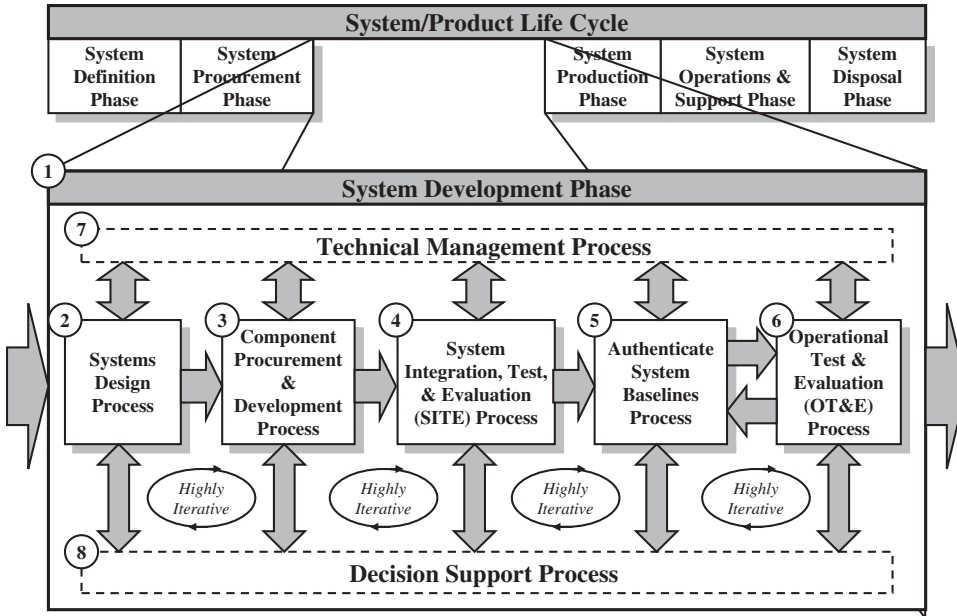 System/Product Life Cycle
System
Definition
Phase
System
Procurement
Phase
System
Production
Phase
System
Operations &
Support Phase
System
Disposal
Phase
1
System Development Phase
7
Technical Management Process
2
Systems
Design
Process
3
Component
Procurement
&
Development
Process
4
System
Integration, Test,
& Evaluation
(SITE) Process
5
Authenticate
System
Baselines
Process
6
Operational
Test &
Evaluation
(OT&E)
Process
Highly
Iterative
Highly
Iterative
Highly
Iterative
Highly
Iterative
8
Decision Support Process